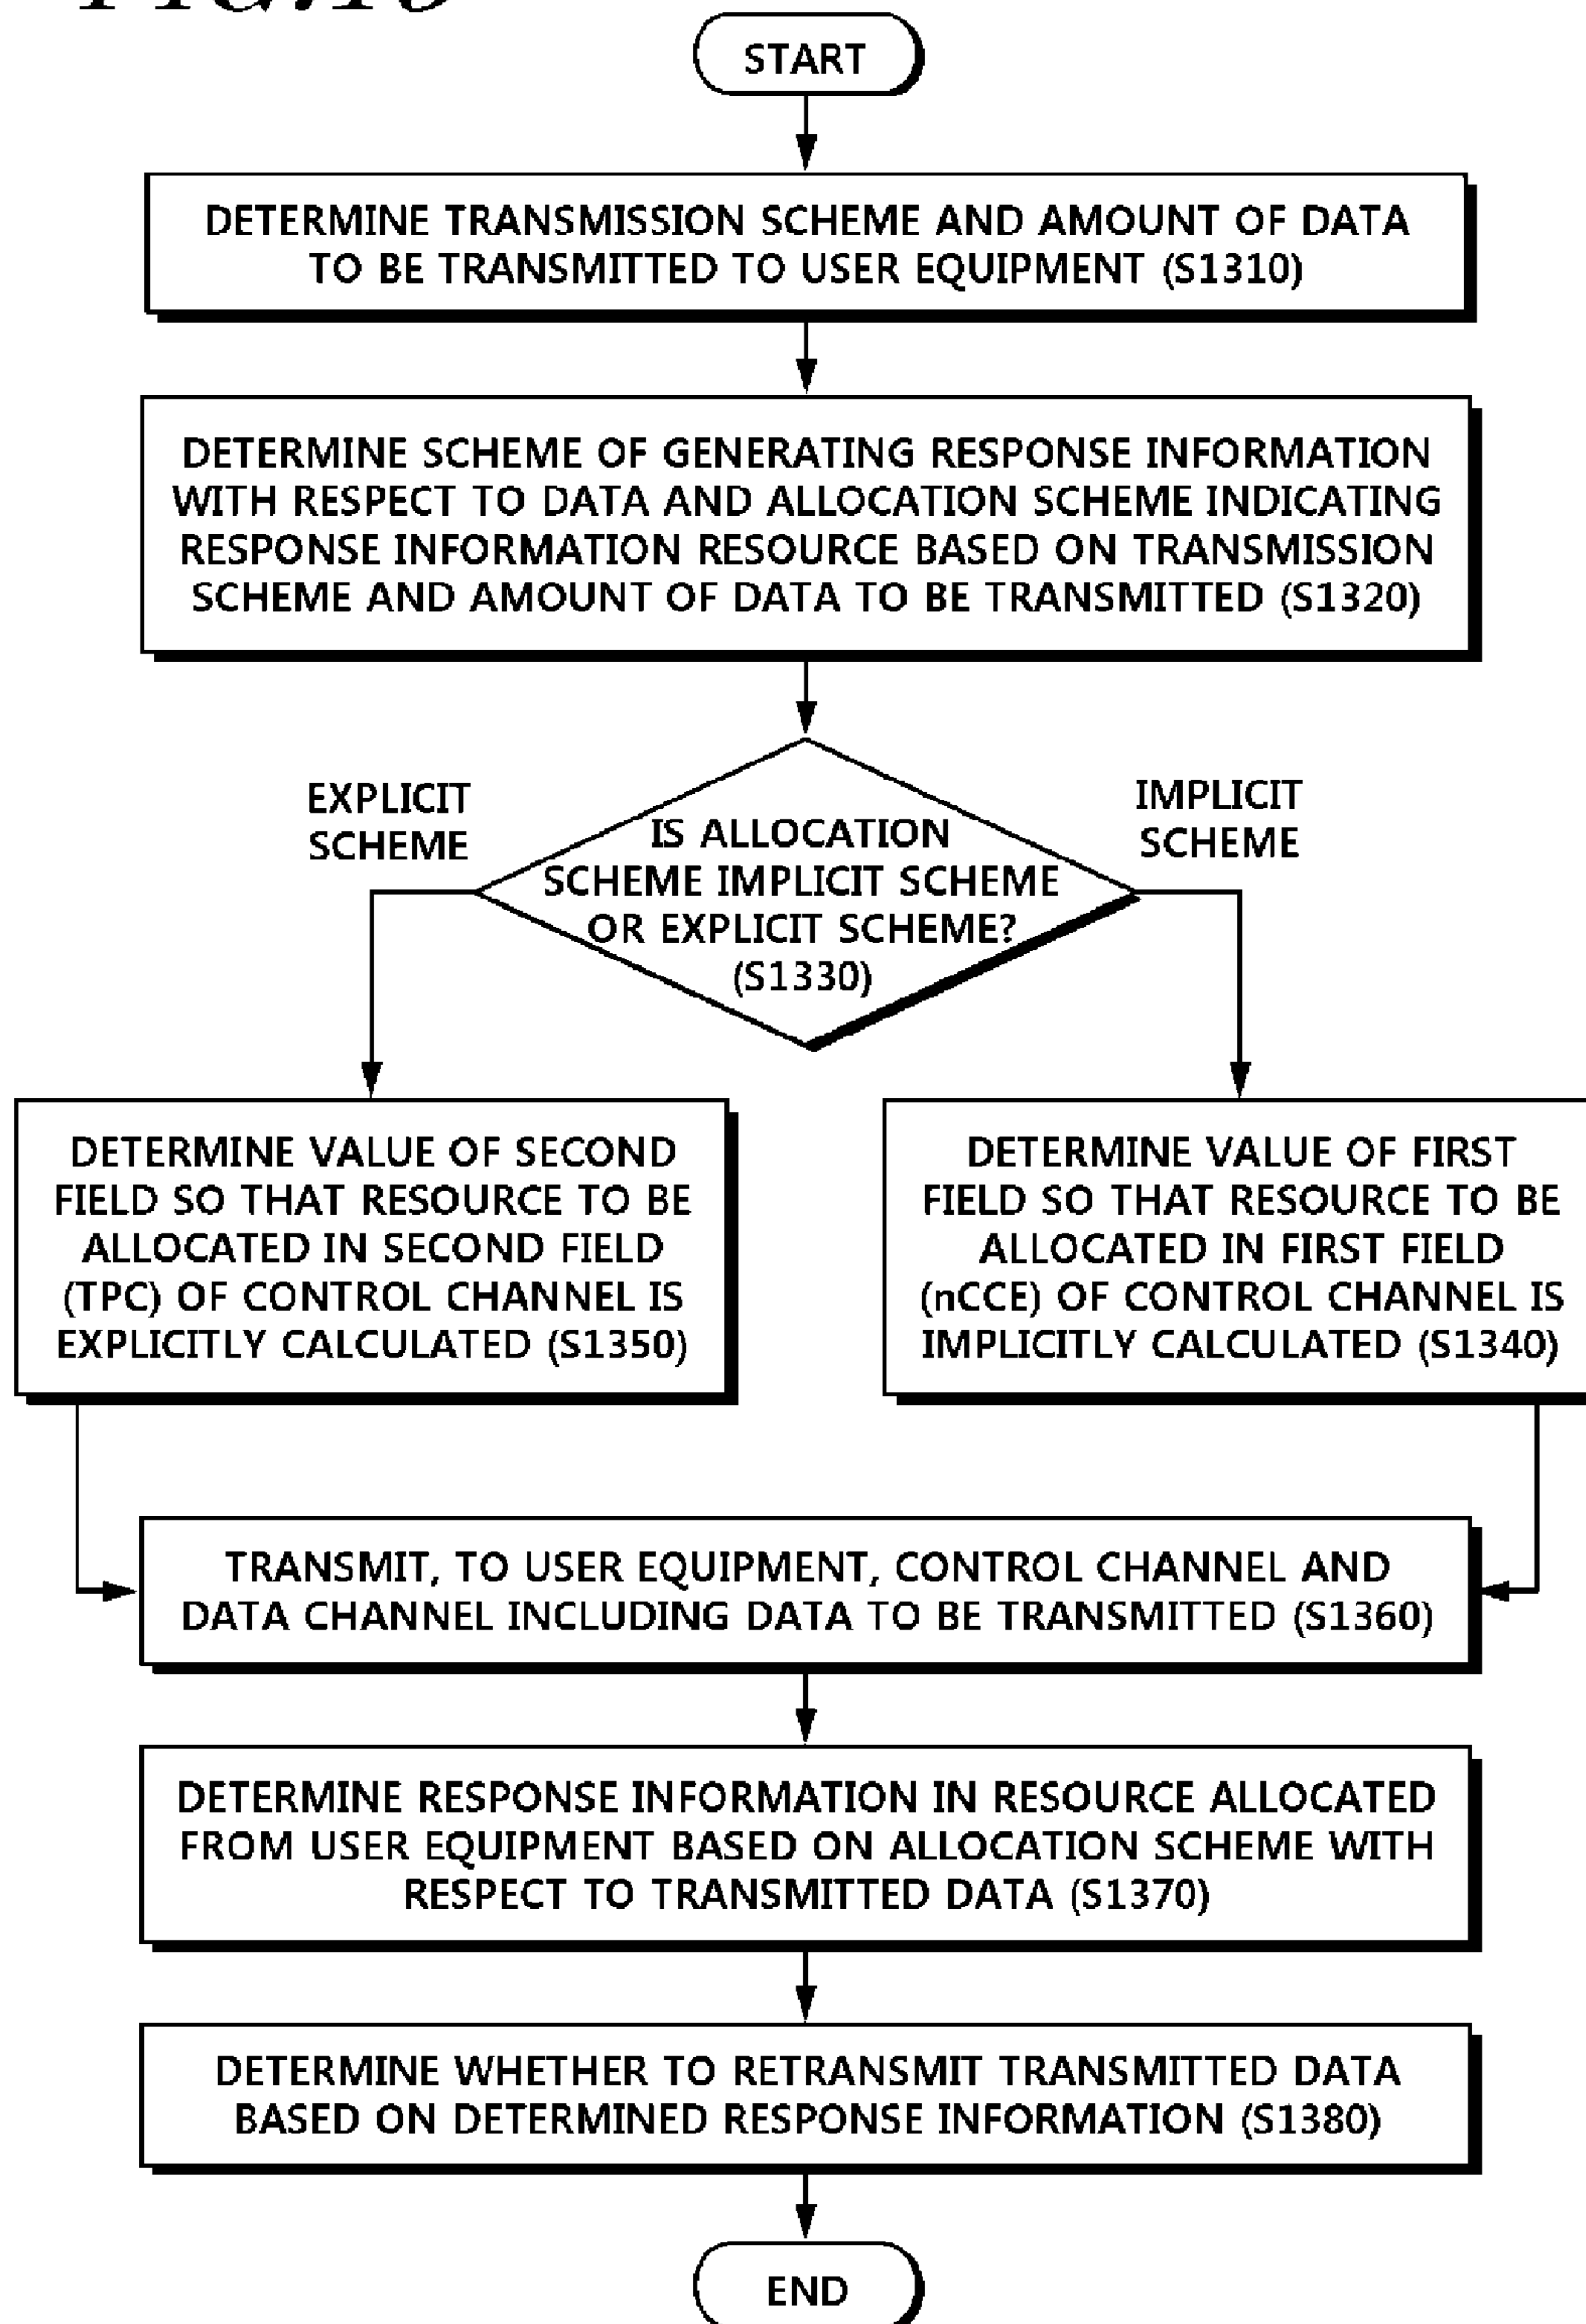 START
DETERMINE TRANSMISSION SCHEME AND AMOUNT OF DATA
TO BE TRANSMITTED TO USER EQUIPMENT (S1310)
DETERMINE SCHEME OF GENERATING RESPONSE INFORMATION
WITH RESPECT TO DATA AND ALLOCATION SCHEME INDICATING
RESPONSE INFORMATION RESOURCE BASED ON TRANSMISSION
SCHEME AND AMOUNT OF DATA TO BE TRANSMITTED (S1320)
EXPLICIT
SCHEME
IS ALLOCATION
SCHEME IMPLICIT SCHEME
OR EXPLICIT SCHEME?
(S1330)
IMPLICIT
SCHEME
DETERMINE VALUE OF SECOND
FIELD SO THAT RESOURCE TO BE
ALLOCATED IN SECOND FIELD
(TPC) OF CONTROL CHANNEL IS
EXPLICITLY CALCULATED (S1350)
DETERMINE VALUE OF FIRST
FIELD SO THAT RESOURCE TO BE
ALLOCATED IN FIRST FIELD
(nCCE) OF CONTROL CHANNEL IS
IMPLICITLY CALCULATED (S1340)
TRANSMIT, TO USER EQUIPMENT, CONTROL CHANNEL AND
DATA CHANNEL INCLUDING DATA TO BE TRANSMITTED (S1360)
DETERMINE RESPONSE INFORMATION IN RESOURCE ALLOCATED
FROM USER EQUIPMENT BASED ON ALLOCATION SCHEME WITH
RESPECT TO TRANSMITTED DATA (S1370)
DETERMINE WHETHER TO RETRANSMIT TRANSMITTED DATA
BASED ON DETERMINED RESPONSE INFORMATION (S1380)
END